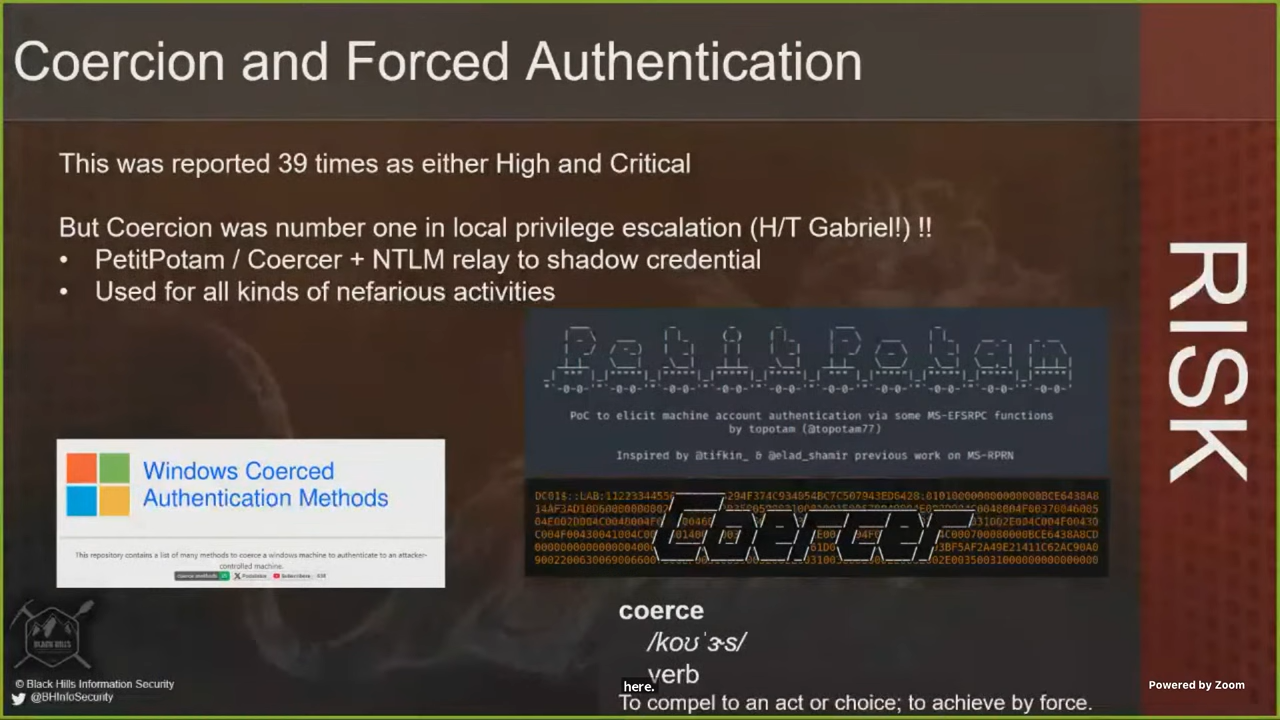 Coercion and Forced Authentication
This was reported 39 times as either High and Critical
But Coercion was number one in local privilege escalation (H/T Gabriel!) !!
• PetitPotam / Coercer + NTLM relay to shadow credential
• Used for all kinds of nefarious activities
RISK
PetitPotam
PoC to elicit machine account authentication via some MS-EFSRPC functions
by topotam (@topotam77)
Inspired by @tifkin_ & @elad_shamir previous work on MS-RPRN
Windows Coerced
Authentication Methods
This repository contains a list of many methods to coerce a windows machine to authenticate to an attacker-
controlled machine.
Coercer
coerce
/koʊˈɝs/
verb
here.
To compel to an act or choice; to achieve by force.
BLACK HILLS
© Black Hills Information Security
@BHInfoSecurity
Powered by Zoom